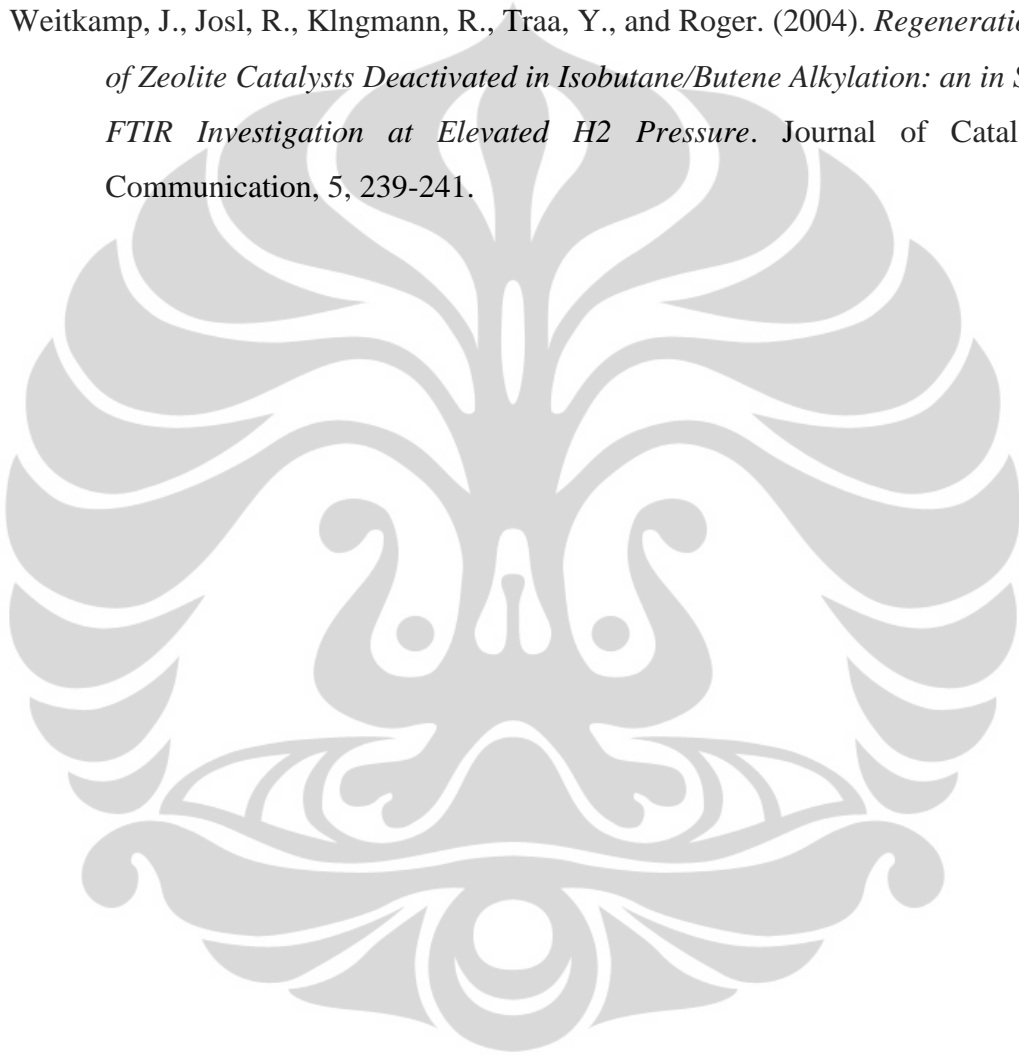 Weitkamp, J., Josl, R., Klngmann, R., Traa, Y., and Roger. (2004). Regeneratio
of Zeolite Catalysts Deactivated in Isobutane/Butene Alkylation: an in S
FTIR Investigation at Elevated H2 Pressure. Journal of Catal
Communication, 5, 239-241.